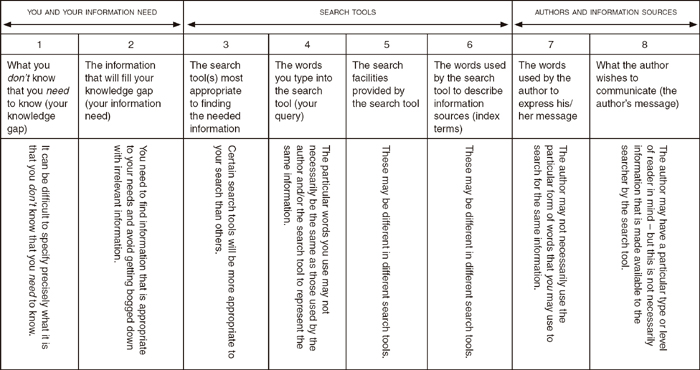 YOU AND YOUR INFORMATION NEED
SEARCH TOOLS
AUTHORS AND INFORMATION SOURCES
1
2
3
4
5
6
7
8
What you
don't know
that you need
to know (your
knowledge
gap)
The information
that will fill your
knowledge gap
(your information
need)
The search
tool(s) most
appropriate
to finding
the needed
information
The words
you type into
the search
tool (your
query)
The search
facilities
provided by
the search tool
The words used
by the search
tool to describe
information
sources (index
terms)
The words
used by the
author to
express his/
her message
What the author
wishes to
communicate (the
author's message)
It can be difficult to specify precisely what it is
that you don't know that you need to know.
You need to find information that is appropriate
to your needs and avoid getting bogged down
with irrelevant information.
Certain search tools will be more appropriate to
your search than others.
The particular words you use may not
necessarily be the same as those used by the
author and/or the search tool to represent the
same information.
These may be different in different search tools.
These may be different in different search tools.
The author may not necessarily use the
particular form of words that you may use to
search for the same information.
The author may have a particular type or level
of reader in mind – but this is not necessarily
information that is made available to the
searcher by the search tool.